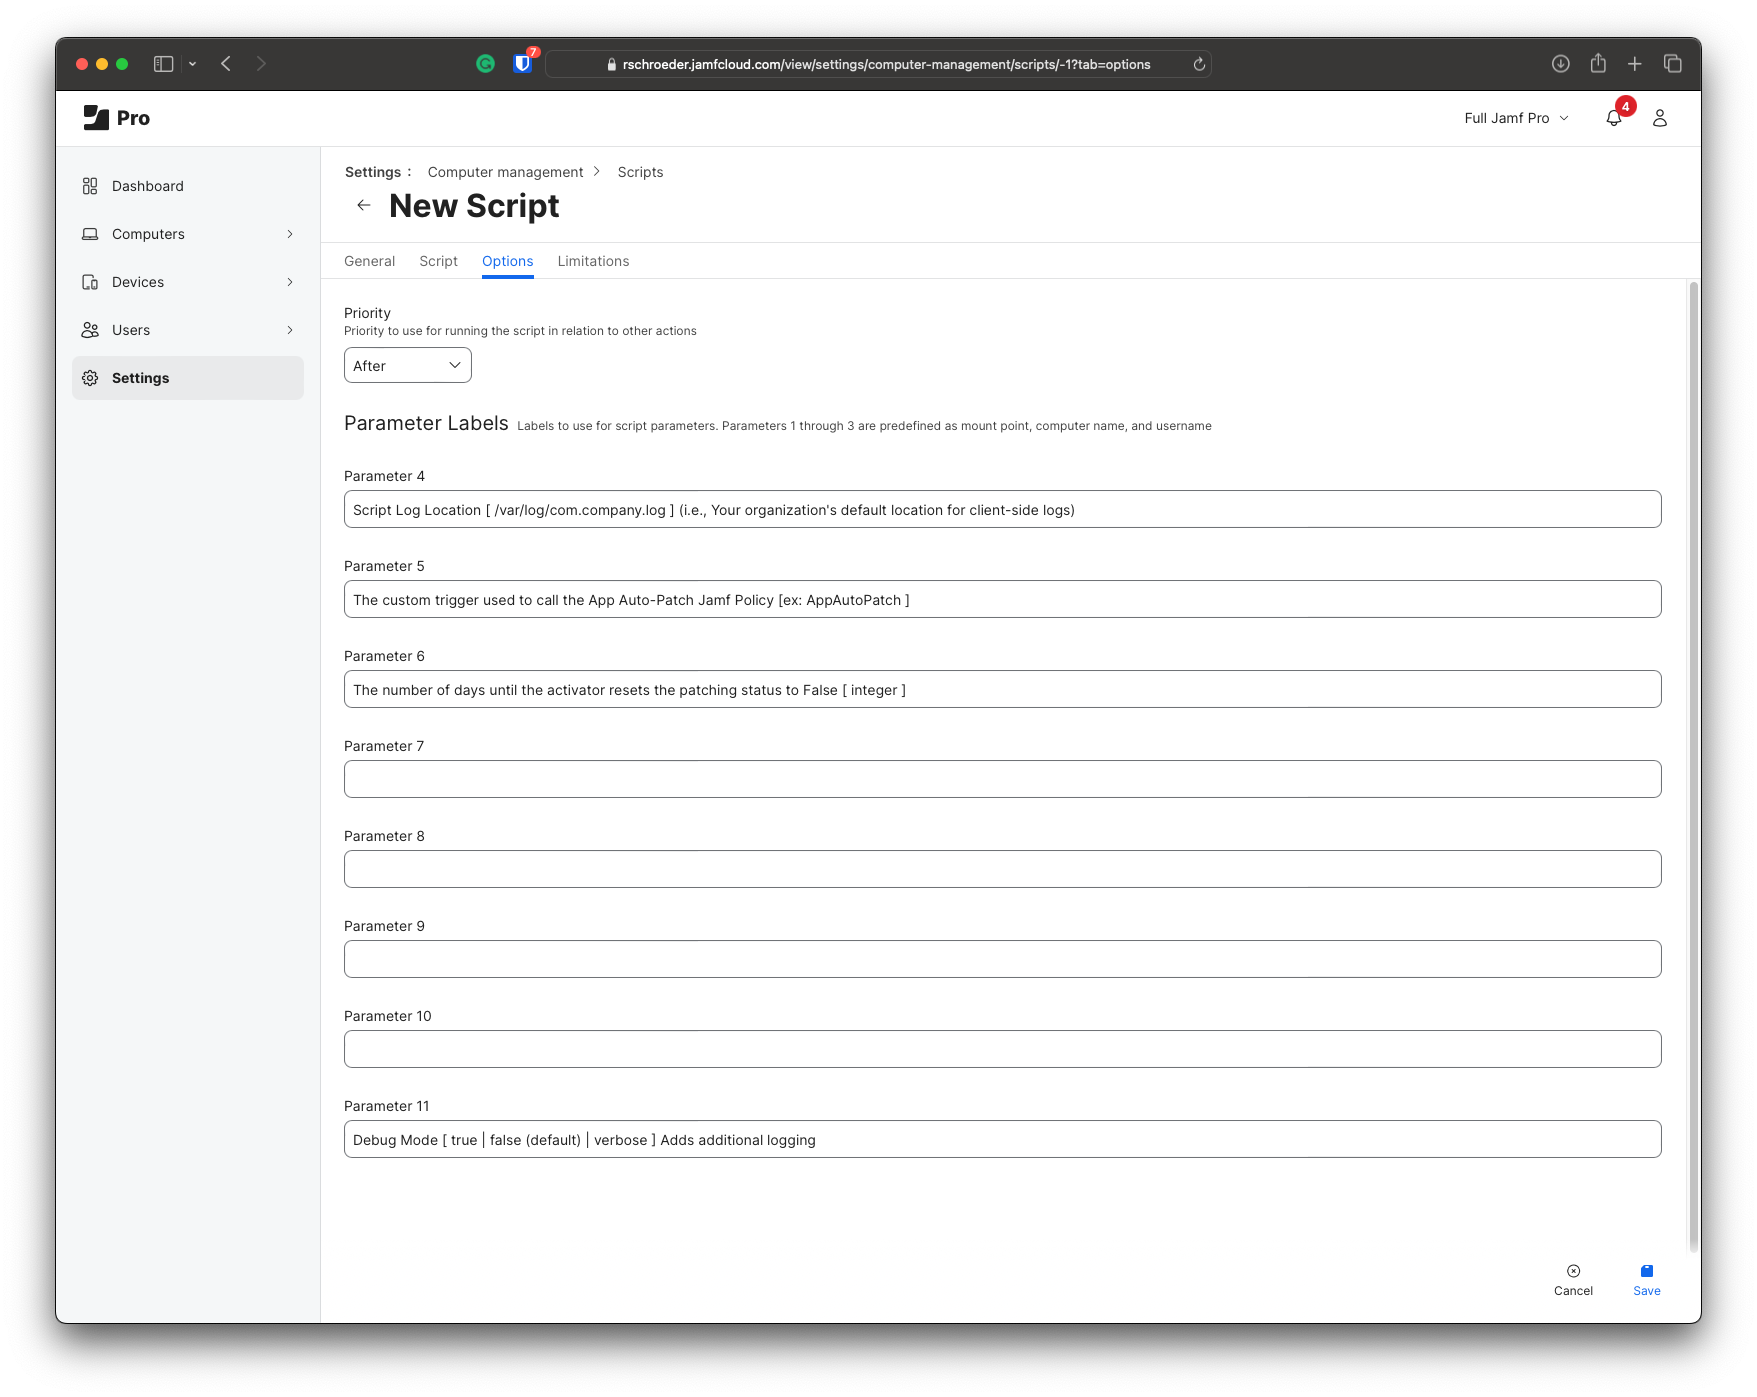 7
rschroeder.jamfcloud.com/view/settings/computer-management/scripts/-1?tab=options
Pro
Full Jamf Pro
4
Dashboard
Computers
Devices
Users
Settings
Settings : Computer management > Scripts
New Script
General Script Options Limitations
Priority
Priority to use for running the script in relation to other actions
After
Parameter Labels Labels to use for script parameters. Parameters 1 through 3 are predefined as mount point, computer name, and username
Parameter 4
Script Log Location [ /var/log/com.company.log ] (i.e., Your organization's default location for client-side logs)
Parameter 5
The custom trigger used to call the App Auto-Patch Jamf Policy [ex: AppAutoPatch ]
Parameter 6
The number of days until the activator resets the patching status to False [ integer ]
Parameter 7
Parameter 8
Parameter 9
Parameter 10
Parameter 11
Debug Mode [ true | false (default) | verbose ] Adds additional logging
Cancel Save